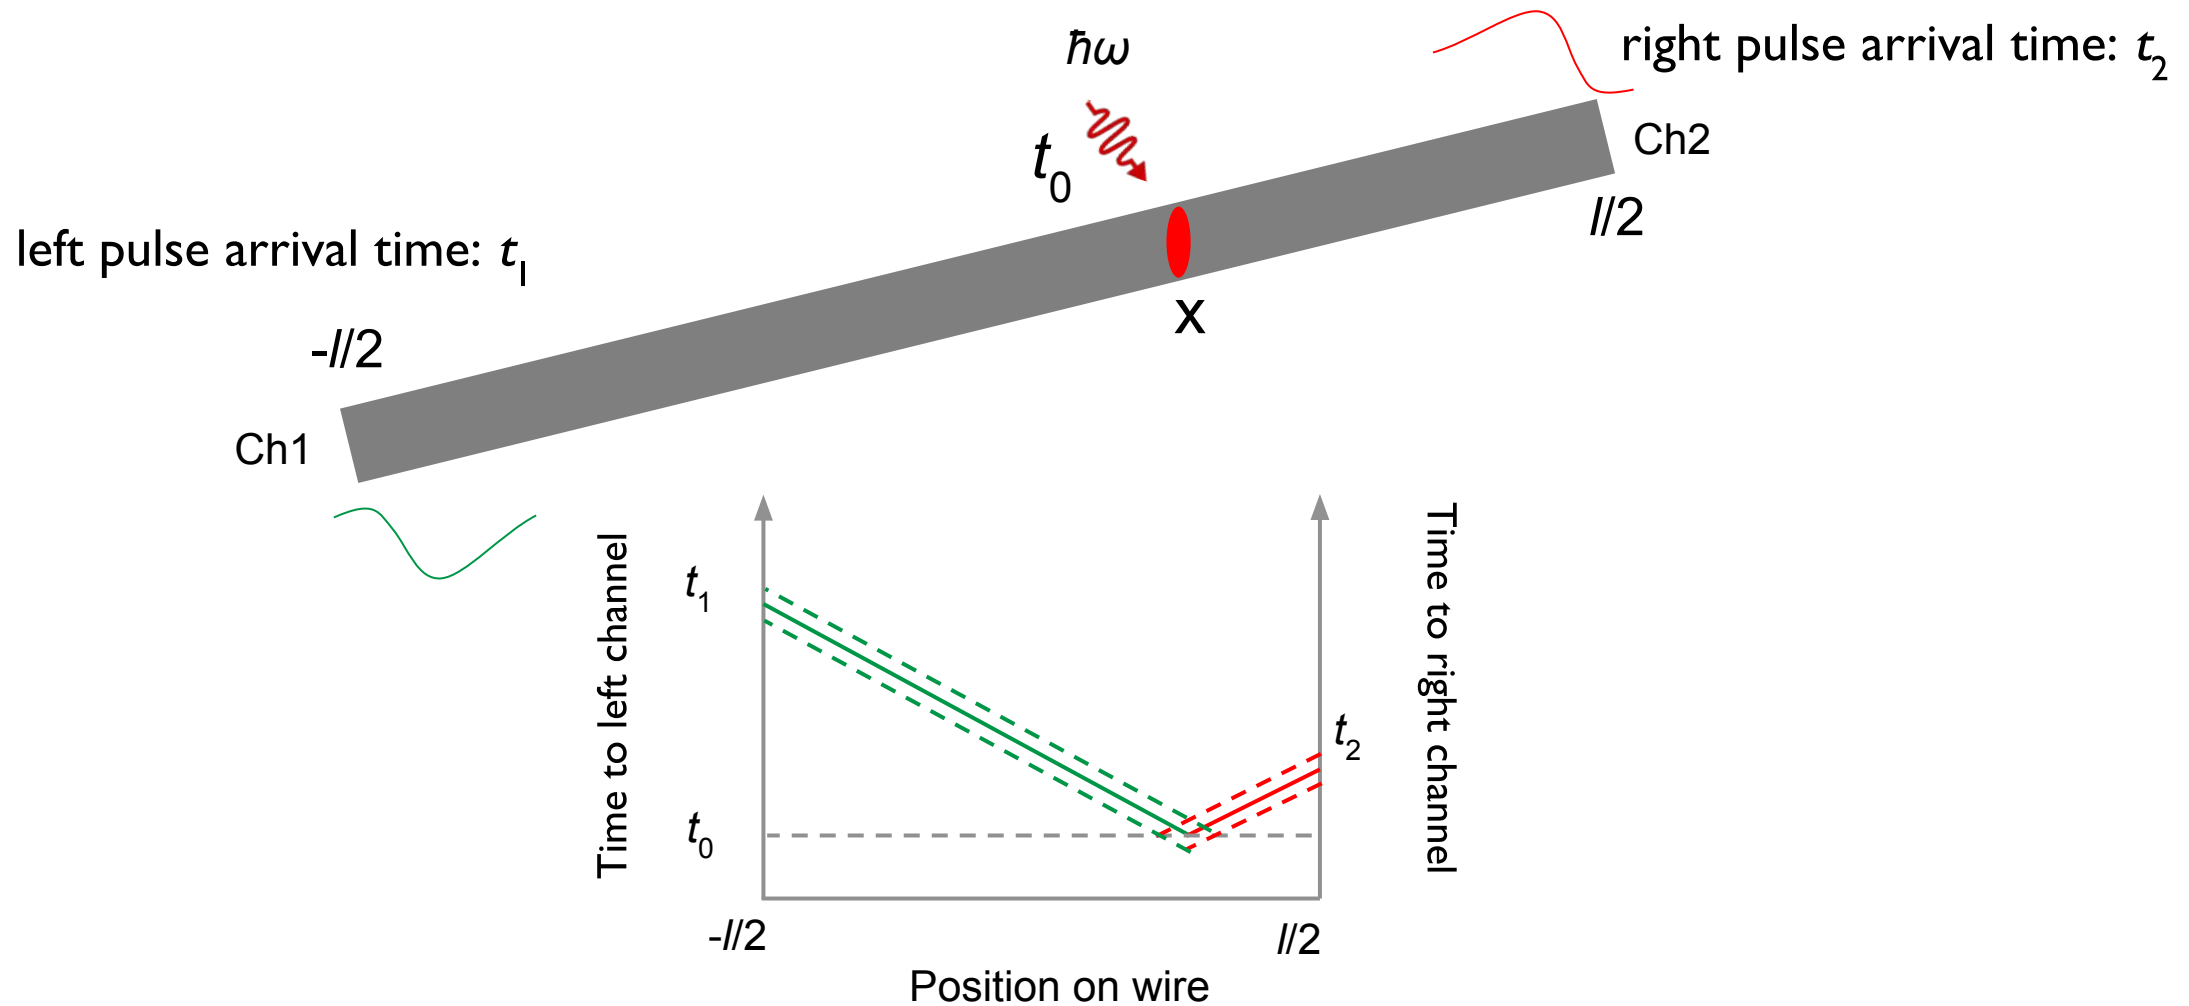 ħω
right pulse arrival time: t₂
t₀
Ch2
l/2
left pulse arrival time: t₁
x
-l/2
Ch1
Time to left channel
Time to right channel
t₁
t₂
t₀
-l/2
l/2
Position on wire